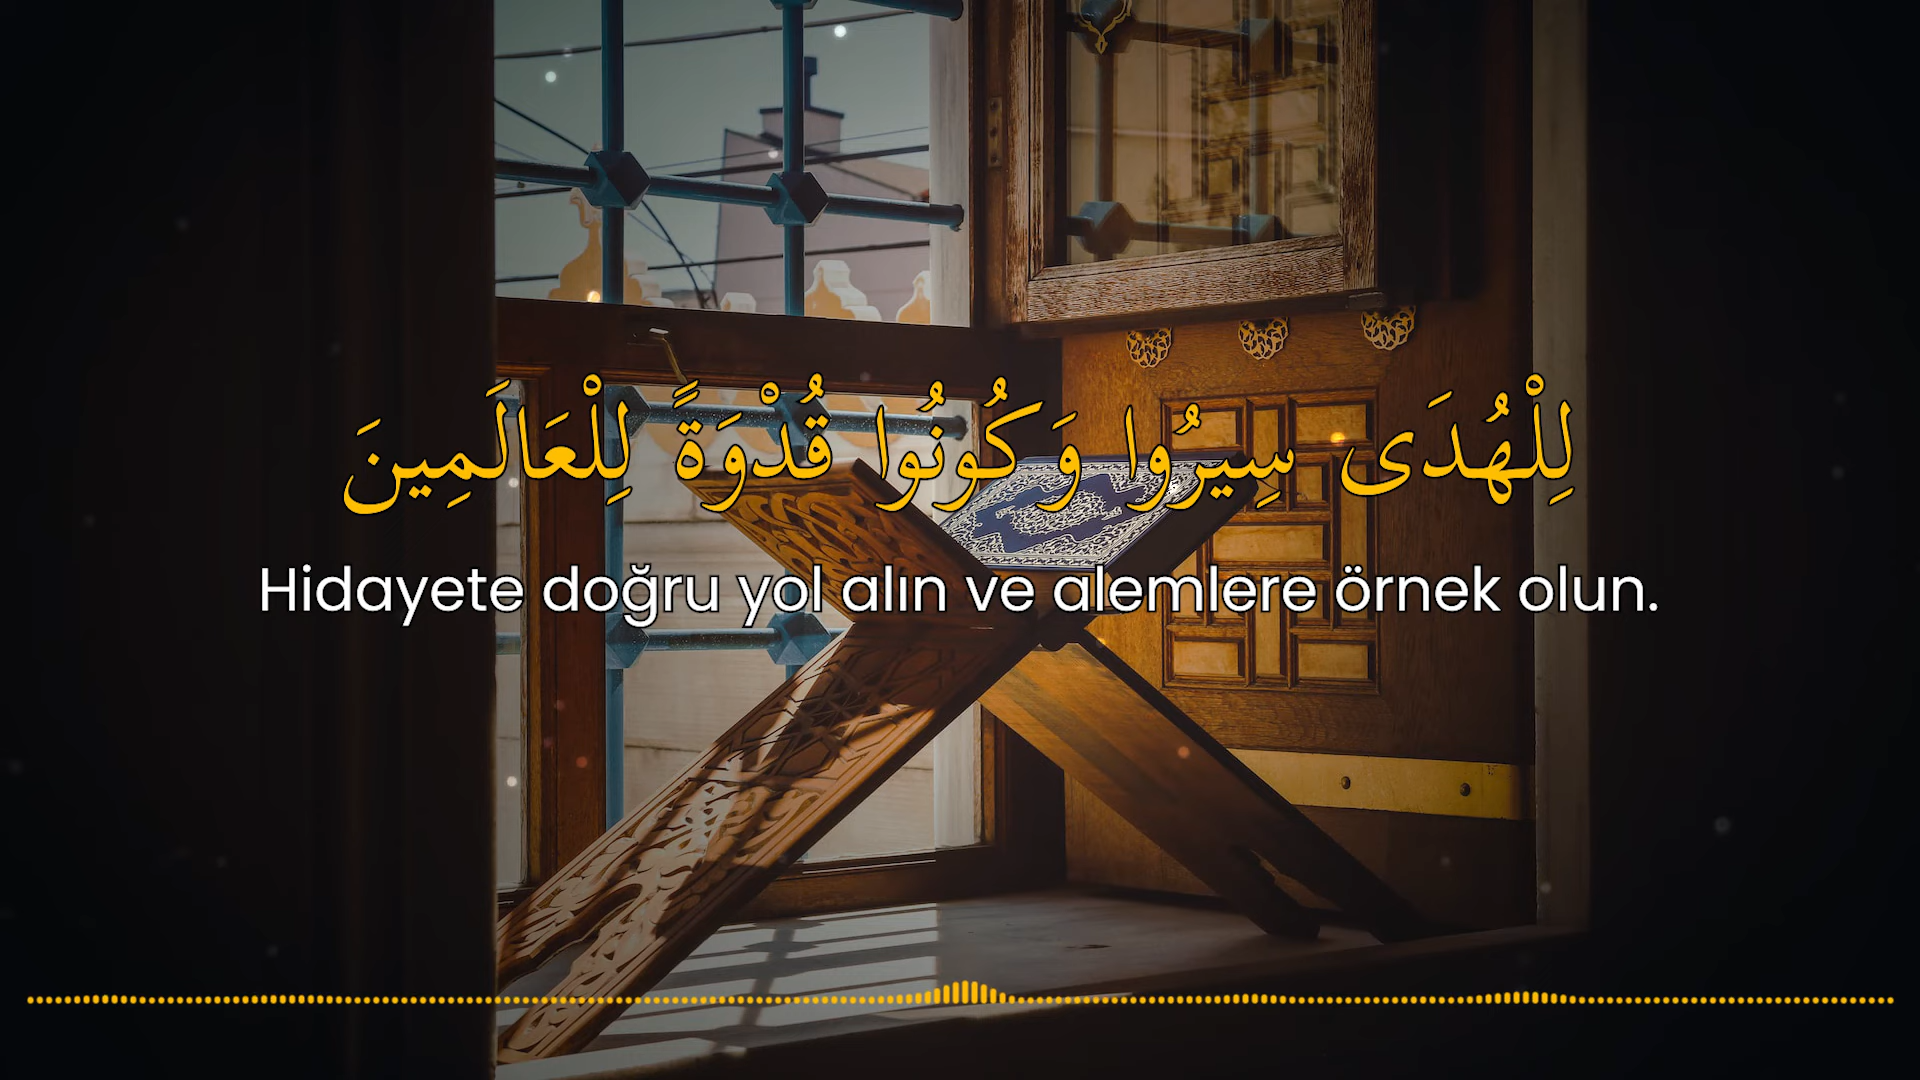 لِلْهُدَى سِيرُوا وَكُونُوا قُدْوَةً لِلْعَالَمِينَ
Hidayete doğru yol alın ve alemlere örnek olun.